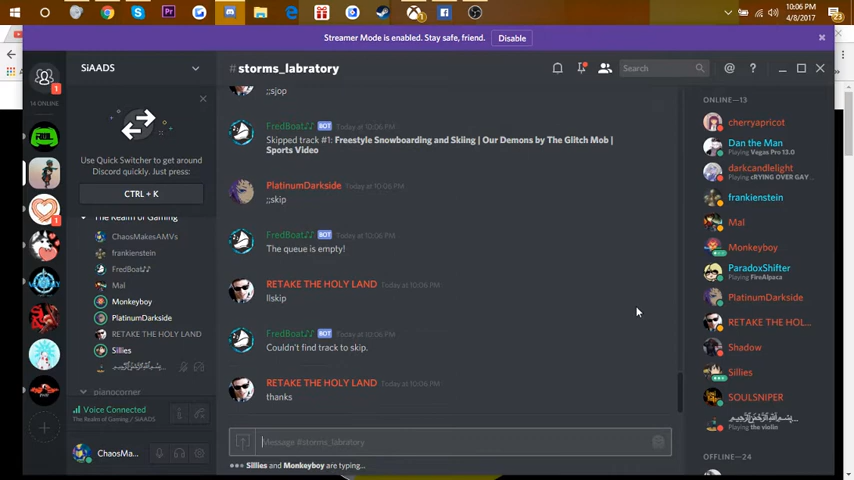 10:06 PM
4/8/2017
Streamer Mode is enabled. Stay safe, friend.
Disable
SiAADS
# storms_labratory
Search
14 ONLINE
Use Quick Switcher to get around
Discord quickly. Just press:
CTRL + K
The Realm of Gaming
ChaosMakesAMVs
frankienstein
FredBoat♪♪
Mal
Monkeyboy
PlatinumDarkside
RETAKE THE HOLY LAND
Sillies
pianocorner
Voice Connected
The Realm of Gaming / SiAADS
ChaosMa...
;;sjop
FredBoat♪♪ BOT Today at 10:06 PM
Skipped track #1: Freestyle Snowboarding and Skiing | Our Demons by The Glitch Mob |
Sports Video
PlatinumDarkside Today at 10:06 PM
;;skip
FredBoat♪♪ BOT Today at 10:06 PM
The queue is empty!
RETAKE THE HOLY LAND Today at 10:06 PM
llskip
FredBoat♪♪ BOT Today at 10:06 PM
Couldn't find track to skip.
RETAKE THE HOLY LAND Today at 10:06 PM
thanks
Message #storms_labratory
Sillies and Monkeyboy are typing...
ONLINE—13
cherryapricot
Dan the Man
Playing Vegas Pro 13.0
darkcandlelight
Playing cRYING OVER GAY ...
frankienstein
Mal
Monkeyboy
ParadoxShifter
Playing FireAlpaca
PlatinumDarkside
RETAKE THE HOL...
Shadow
Sillies
SOULSNIPER
Playing the violin
OFFLINE—24